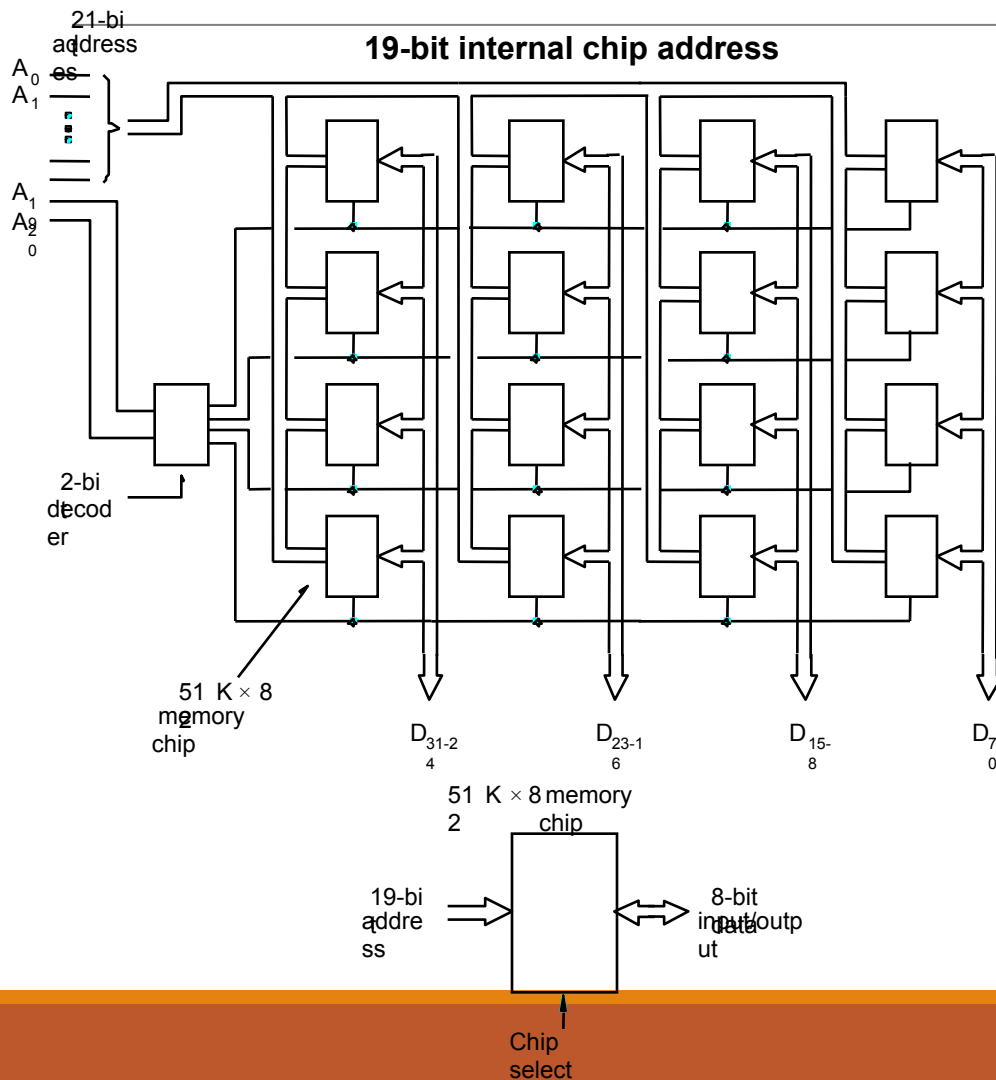 21-bit
addresses
19-bit internal chip address
A0
A1
A19
A20
2-bit
decoder
512 K × 8
memory
chip
D31-24
D23-16
D15-8
D7-0
512 K × 8 memory
chip
19-bit
address
8-bit data
input/output
Chip
select